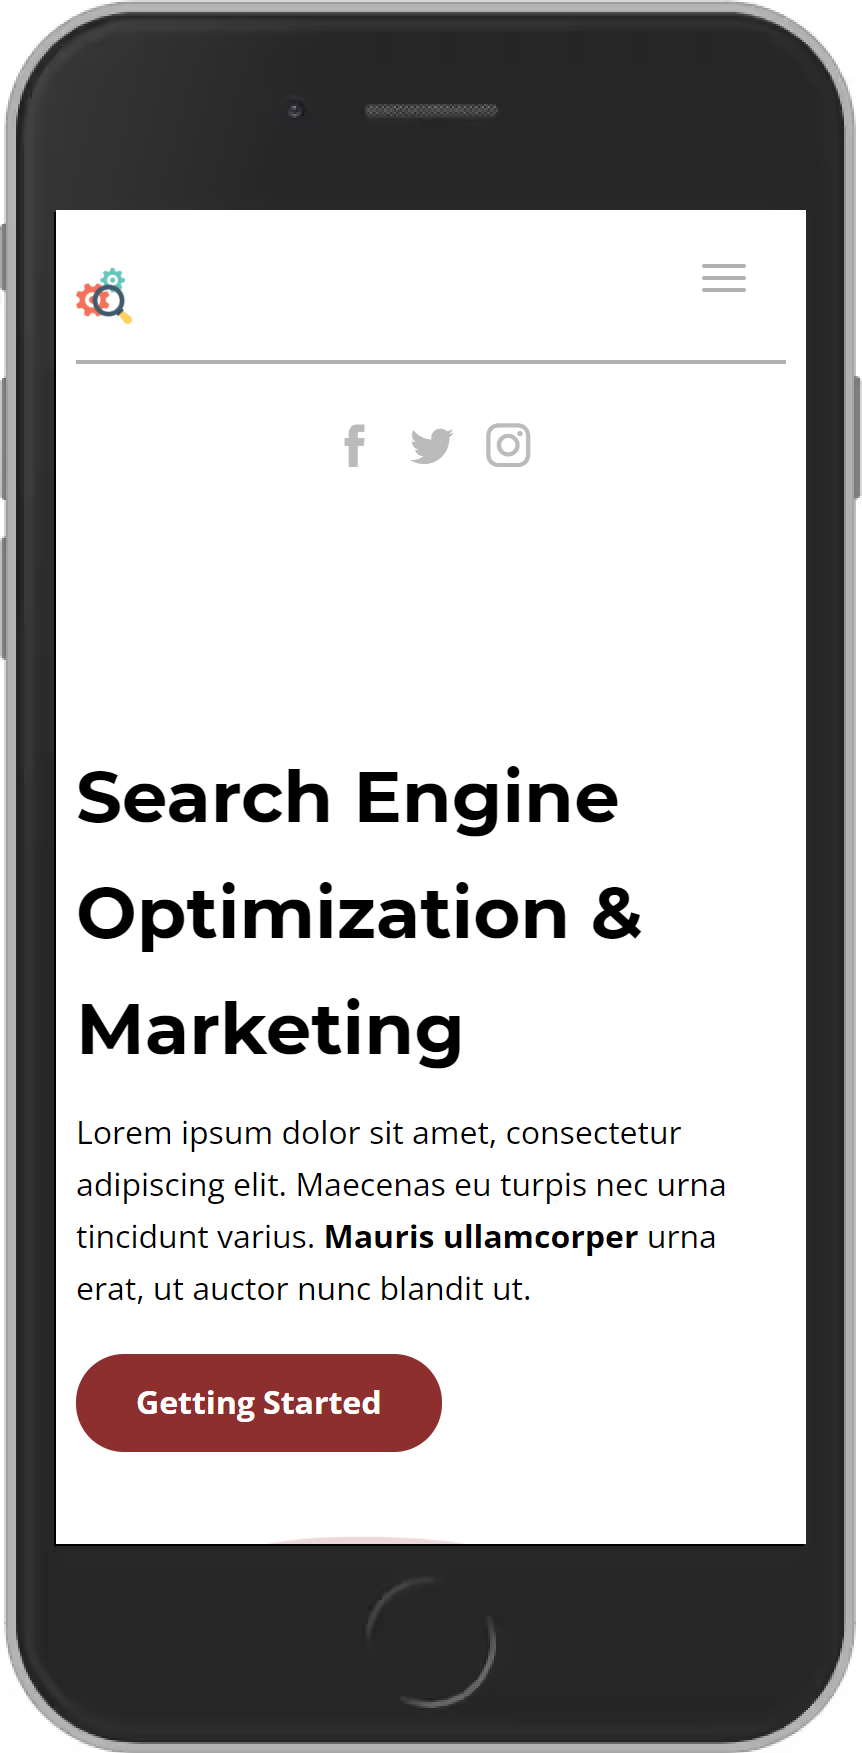 Search Engine
Optimization &
Marketing
Lorem ipsum dolor sit amet, consectetur
adipiscing elit. Maecenas eu turpis nec urna
tincidunt varius. Mauris ullamcorper urna
erat, ut auctor nunc blandit ut.
Getting Started